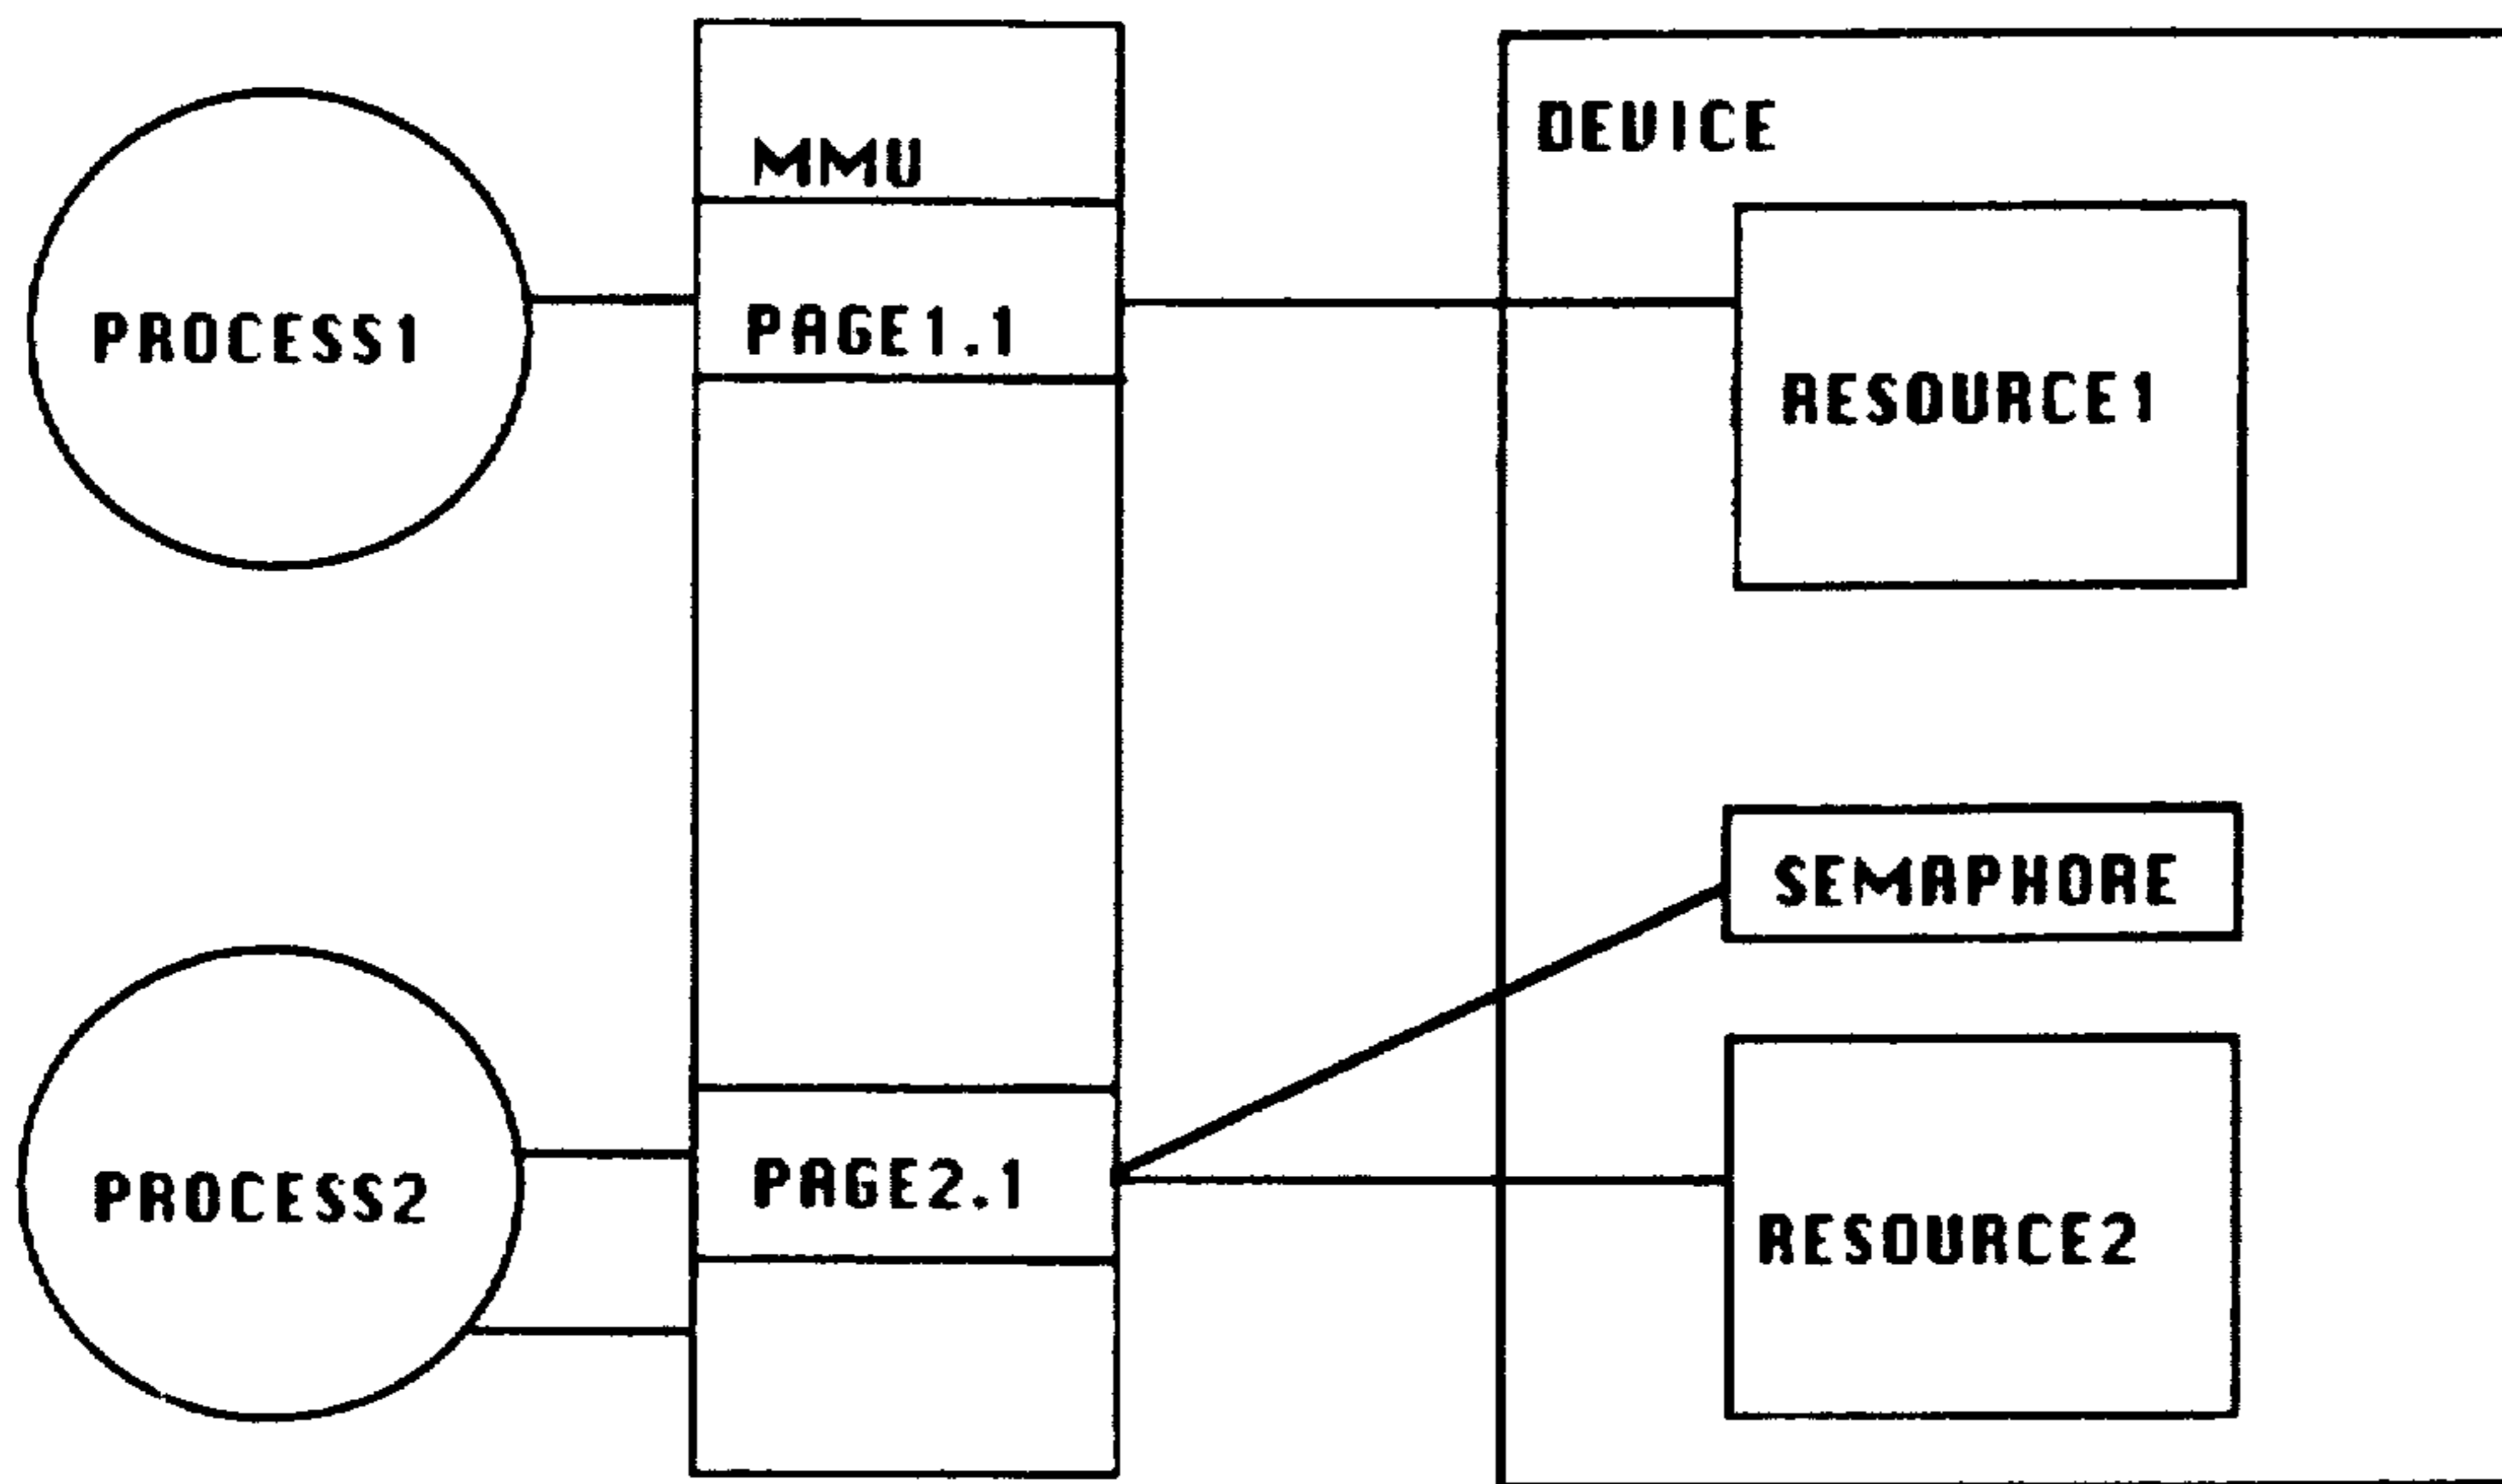 DEVICE
MMU
PAGE1.1
PROCESS1
RESOURCE1
SEMAPHORE
PAGE2.1
PROCESS2
RESOURCE2